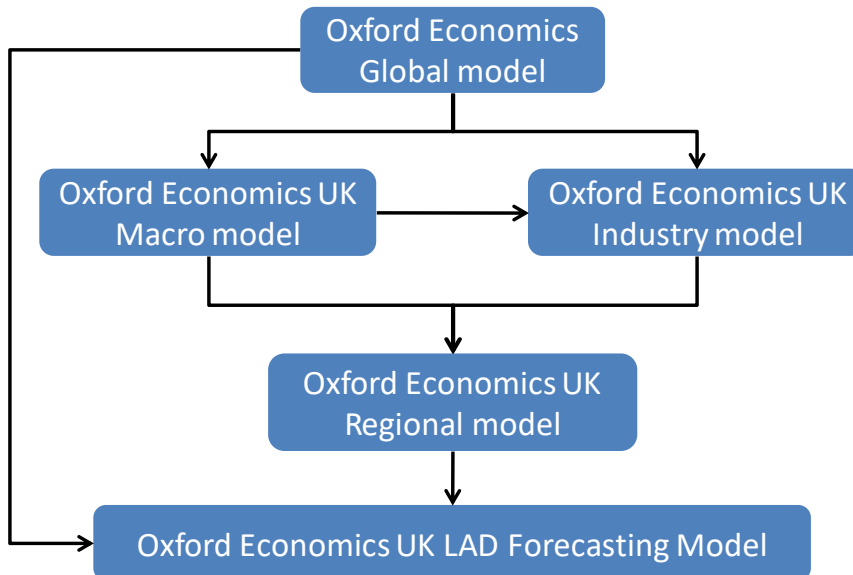 Oxford Economics
Global model
Oxford Economics UK
Macro model
Oxford Economics UK
Industry model
Oxford Economics UK
Regional model
Oxford Economics UK LAD Forecasting Model